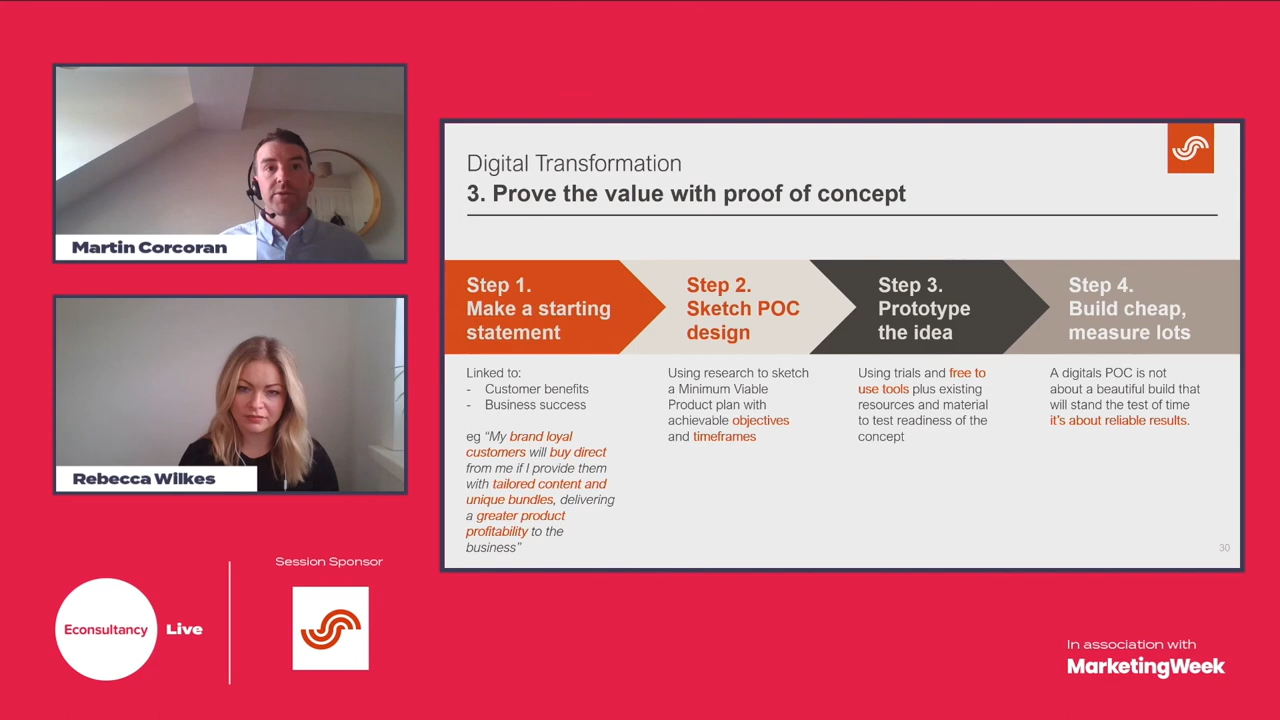 Martin Corcoran
Rebecca Wilkes
Econsultancy
Live
Session Sponsor
Digital Transformation
3. Prove the value with proof of concept
Step 1.
Make a starting
statement
Step 2.
Sketch POC
design
Step 3.
Prototype
the idea
Step 4.
Build cheap,
measure lots
Linked to:
- Customer benefits
- Business success
eg “My brand loyal
customers will buy direct
from me if I provide them
with tailored content and
unique bundles, delivering
a greater product
profitability to the
business”
Using research to sketch
a Minimum Viable
Product plan with
achievable objectives
and timeframes
Using trials and free to
use tools plus existing
resources and material
to test readiness of the
concept
A digitals POC is not
about a beautiful build that
will stand the test of time
it’s about reliable results.
30
In association with
MarketingWeek